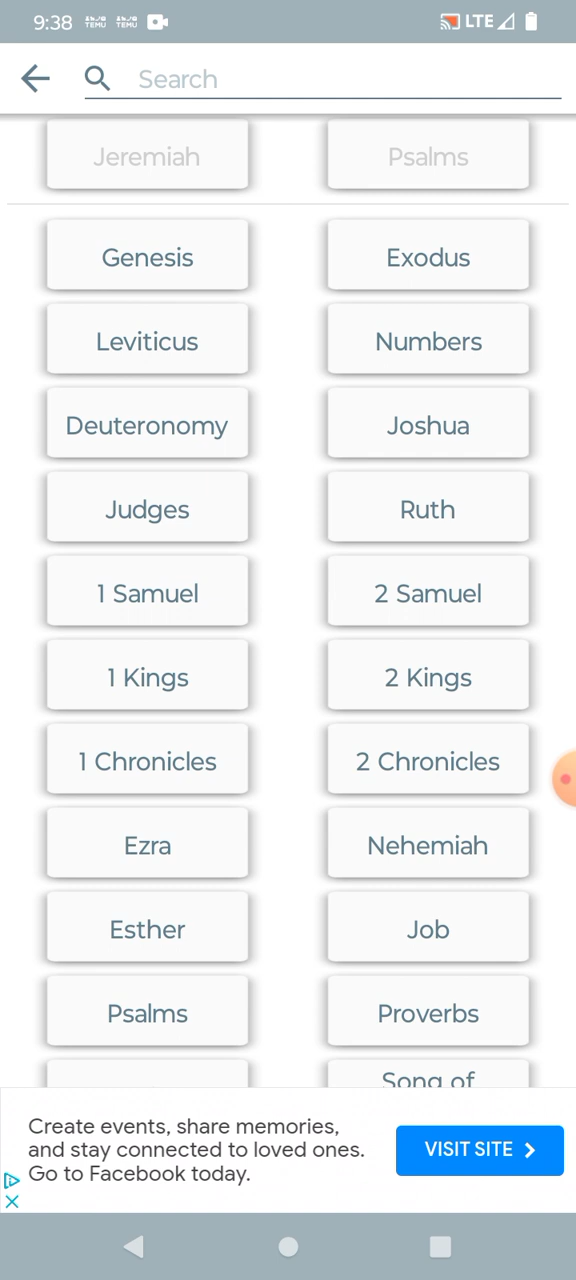 9:38 TEMU TEMU LTE
Search
Jeremiah Psalms
Genesis Exodus
Leviticus Numbers
Deuteronomy Joshua
Judges Ruth
1 Samuel 2 Samuel
1 Kings 2 Kings
1 Chronicles 2 Chronicles
Ezra Nehemiah
Esther Job
Psalms Proverbs
Song of
Create events, share memories,
and stay connected to loved ones.
Go to Facebook today.
VISIT SITE